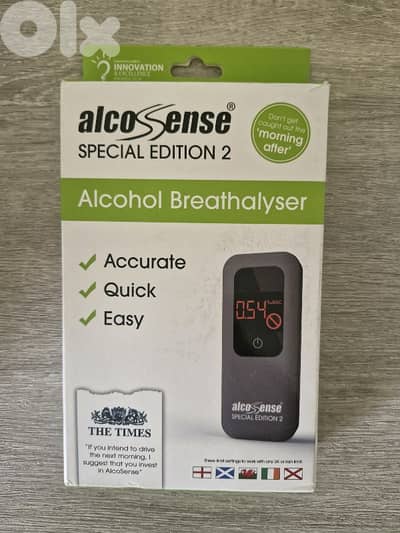 Olx
INNOVATION
& EXCELLENCE
alcoSense®
SPECIAL EDITION 2
Don't get
caught out the
'morning
after'
Alcohol Breathalyser
Accurate
Quick
Easy
0.54 %BAC
alcoSense®
SPECIAL EDITION 2
THE TIMES
"If you intend to drive
the next morning, I
suggest that you invest
in AlcoSense"